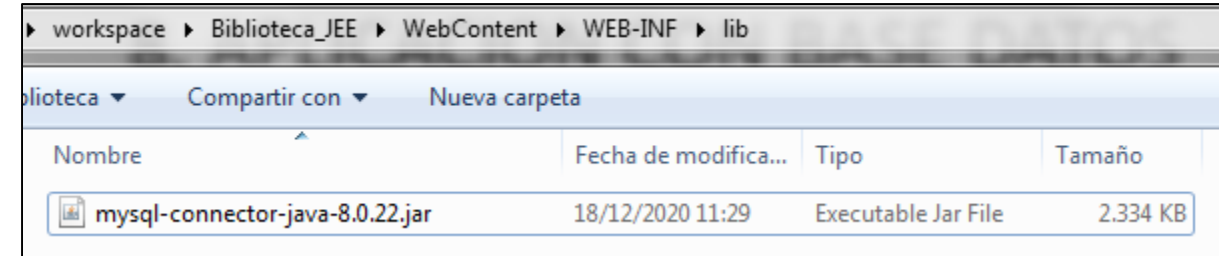 workspace ▸ Biblioteca_JEE ▸ WebContent ▸ WEB-INF ▸ lib
blioteca ▾ Compartir con ▾ Nueva carpeta
Nombre Fecha de modifica... Tipo Tamaño
mysql-connector-java-8.0.22.jar 18/12/2020 11:29 Executable Jar File 2.334 KB